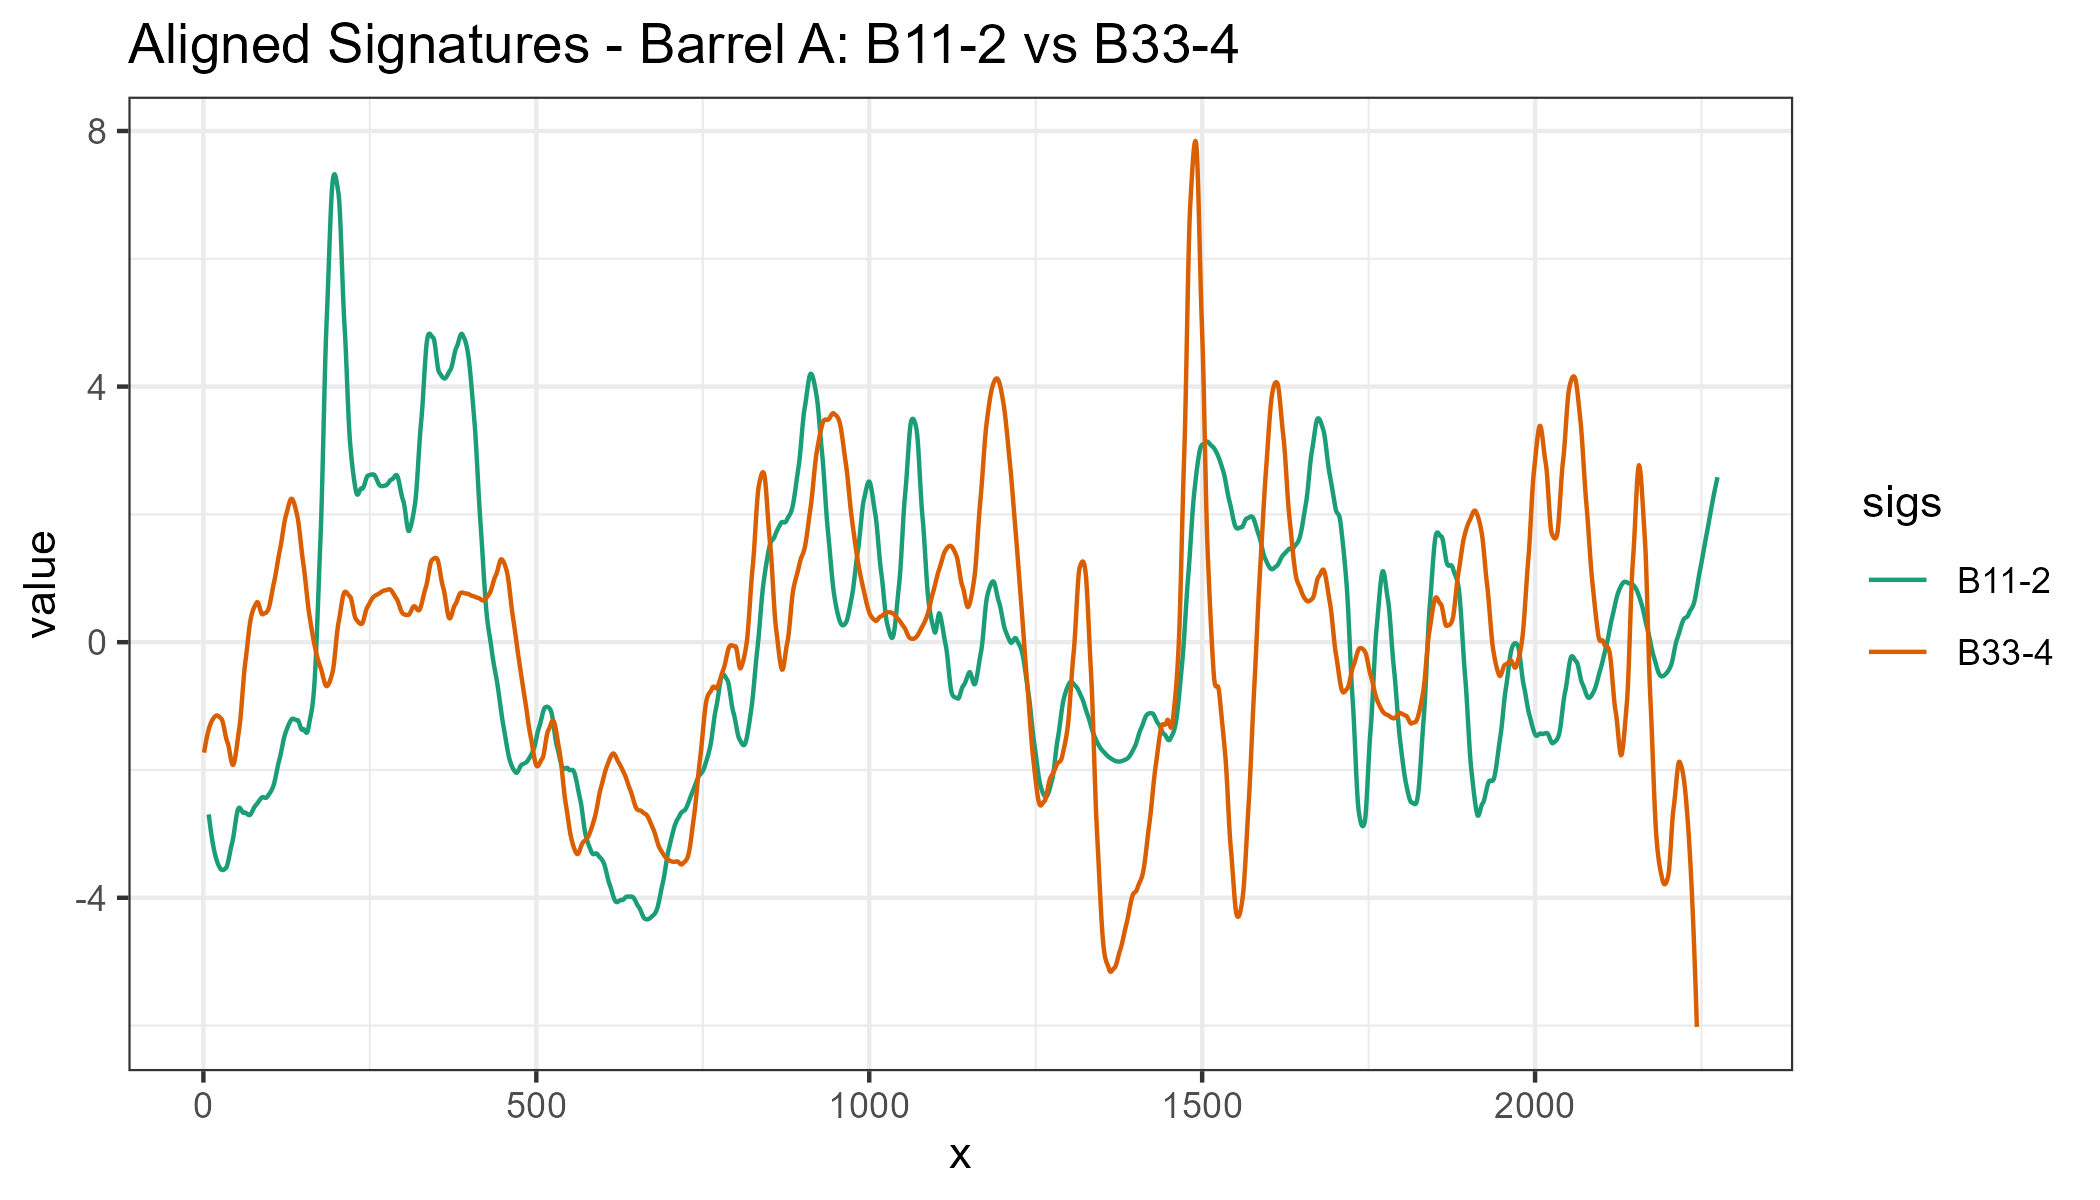 Aligned Signatures - Barrel A: B11-2 vs B33-4
8
4
0
-4
value
0 500 1000 1500 2000
x
sigs
B11-2
B33-4